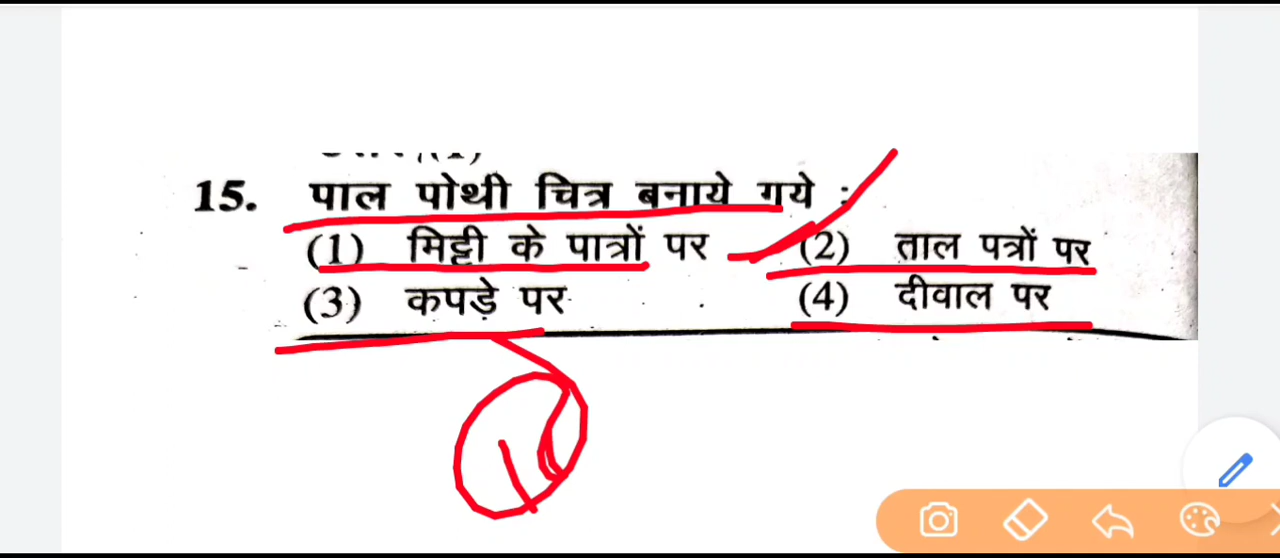 15. पाल पोथी चित्र बनाये गये :
(1) मिट्टी के पात्रों पर (2) ताल पत्रों पर
(3) कपड़े पर (4) दीवाल पर